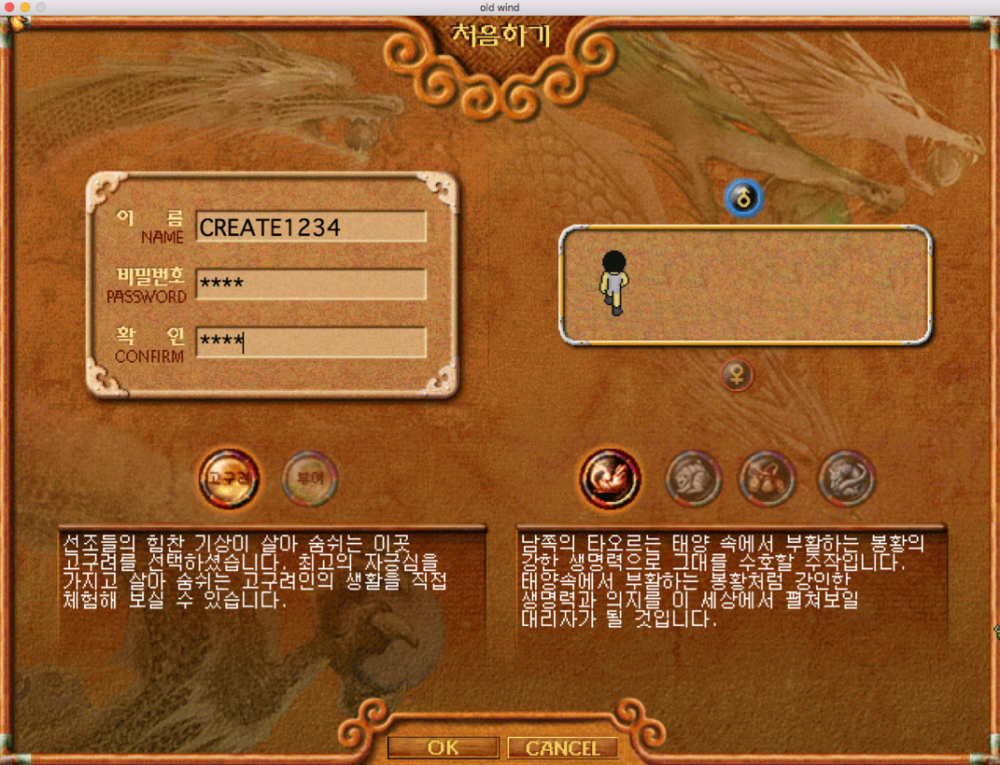 old wind
처음하기
이 름
NAME
CREATE1234
비밀번호
PASSWORD
****
확 인
CONFIRM
****
고구려
부여
선조들의 힘찬 기상이 살아 숨쉬는 이곳
고구려를 선택하셨습니다. 최고의 자긍심을
가지고 살아 숨쉬는 고구려인의 생활을 직접
체험해 보실 수 있습니다.
남쪽의 타오르는 태양 속에서 부활하는 봉황의
강한 생명력으로 그대를 수호할 주작입니다.
태양속에서 부활하는 봉황처럼 강인한
생명력과 의지를 이 세상에서 펼쳐보일
대리자가 될 것입니다.
OK
CANCEL